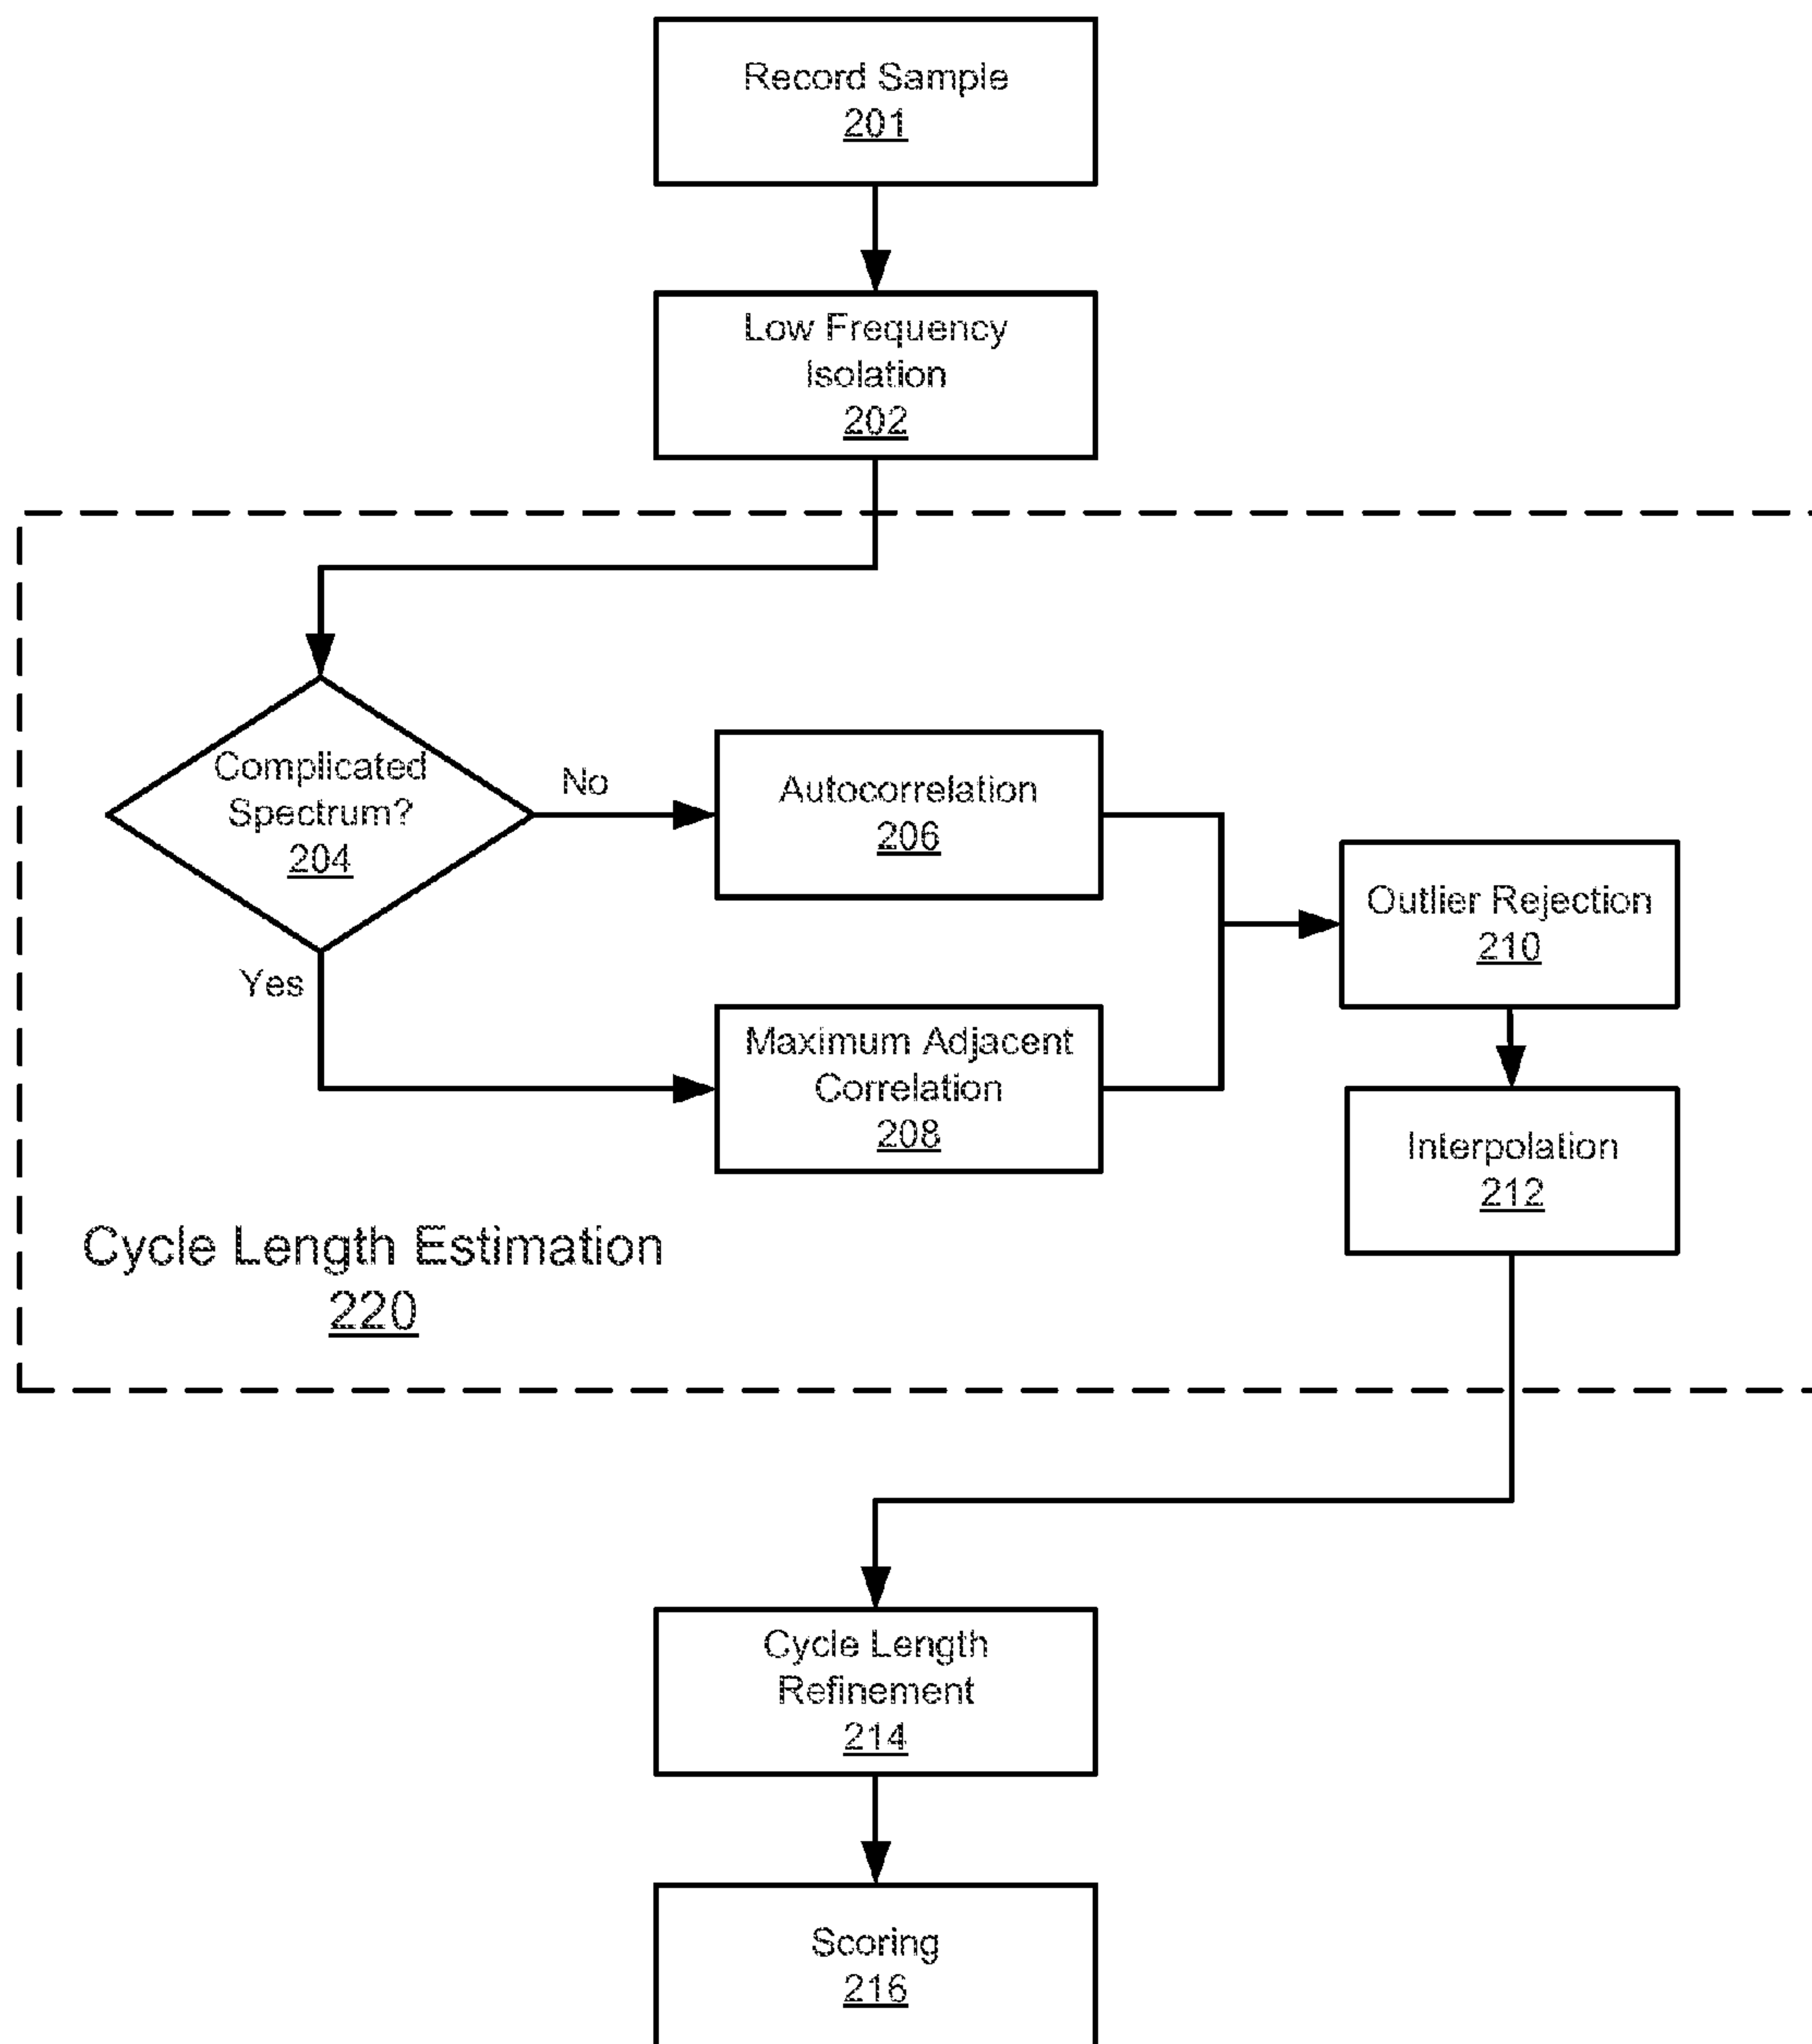 Record Sample
201
Low Frequency
Isolation
202
Complicated
Spectrum?
204
No
Yes
Autocorrelation
206
Maximum Adjacent
Correlation
208
Outlier Rejection
210
Interpolation
212
Cycle Length Estimation
220
Cycle Length
Refinement
214
Scoring
216